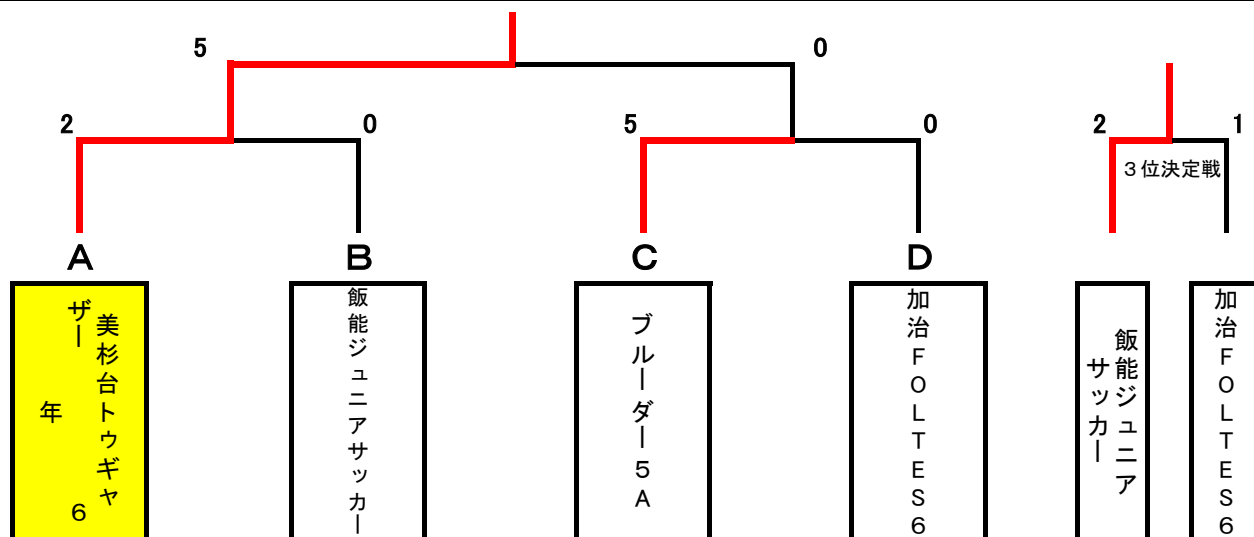 5
0
2
0
5
0
2
1
3位決定戦
A
B
C
D
美杉台トゥギャ
ザー
6
年
飯能ジュニアサッカー
ブルーダー5A
加治FOLTES6
飯能ジュニア
サッカー
加治FOLTES6